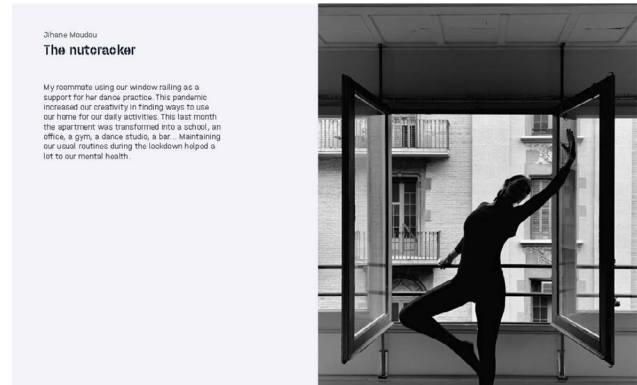 Jihane Moudou
The nutcracker
My roommate using our window railing as a
support for her dance practice. This pandemic
increased our creativity in finding ways to use
our home for our daily activities. This last month
the apartment was transformed into a school, an
office, a gym, a dance studio, a bar... Maintaining
our usual routines during the lockdown helped a
lot to our mental health.